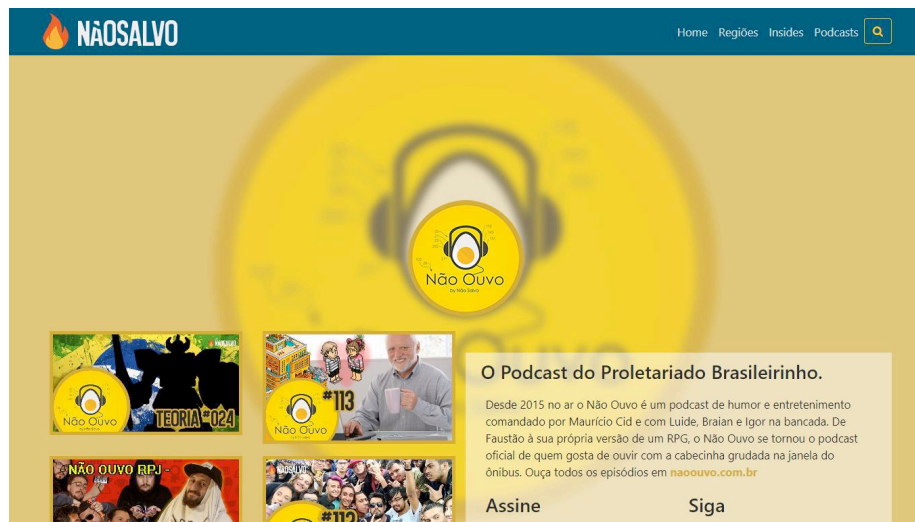 NÃOSALVO
Home Regiões Insides Podcasts
Não Ouvo
by Não Salvo
NÃOSALVO
Não Ouvo
TEORIA #024
#113
Não Ouvo
O Podcast do Proletariado Brasileirinho.
Desde 2015 no ar o Não Ouvo é um podcast de humor e entretenimento
comandado por Maurício Cid e com Luide, Braian e Igor na bancada. De
Faustão à sua própria versão de um RPG, o Não Ouvo se tornou o podcast
oficial de quem gosta de ouvir com a cabecinha grudada na janela do
ônibus. Ouça todos os episódios em naoouvo.com.br
NÃO OUVO RPJ -
NÃOSALVO
#112
Assine Siga